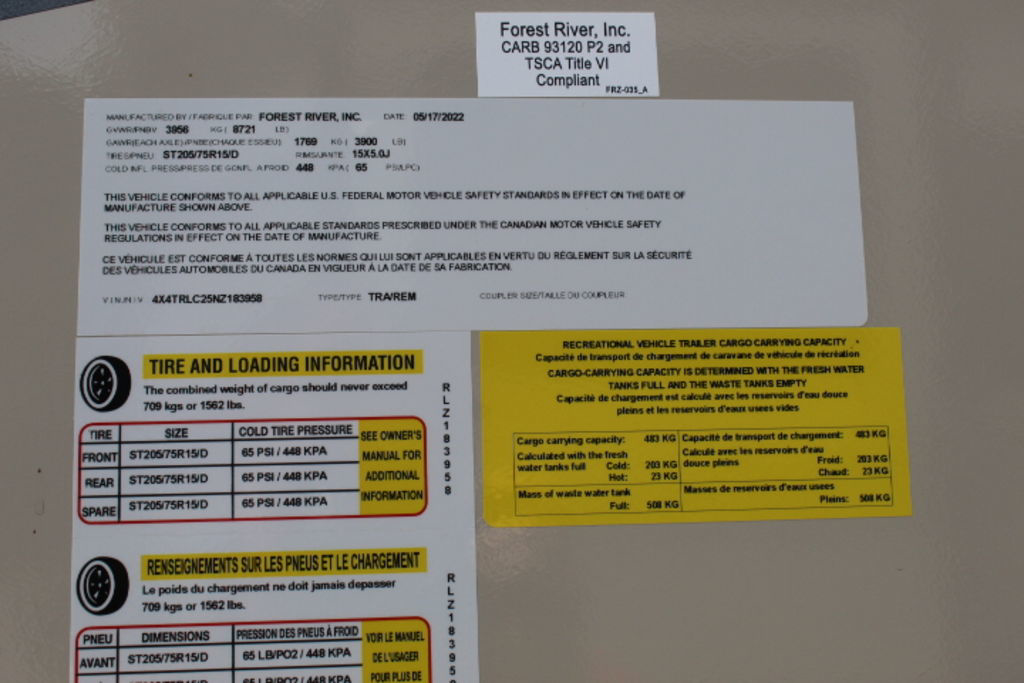 Forest River, Inc.
CARB 93120 P2 and
TSCA Title VI
Compliant
FRZ-035_A
MANUFACTURED BY / FABRIQUE PAR FOREST RIVER, INC. DATE 05/17/2022
GVWR/PNBV 3956 KG ( 8721 LB)
GAWR(EACH AXLE)/PNBE(CHAQUE ESSIEU) 1769 KG ( 3900 LB)
TIRES/PNEU ST205/75R15/D RIMS/JANTE 15X5.0J
COLD INFL. PRESS/PRESS DE GONFL. A FROID 448 KPA ( 65 PSI/LPC)
THIS VEHICLE CONFORMS TO ALL APPLICABLE U.S. FEDERAL MOTOR VEHICLE SAFETY STANDARDS IN EFFECT ON THE DATE OF
MANUFACTURE SHOWN ABOVE.
THIS VEHICLE CONFORMS TO ALL APPLICABLE STANDARDS PRESCRIBED UNDER THE CANADIAN MOTOR VEHICLE SAFETY
REGULATIONS IN EFFECT ON THE DATE OF MANUFACTURE.
CE VÉHICULE EST CONFORME À TOUTES LES NORMES QUI LUI SONT APPLICABLES EN VERTU DU RÈGLEMENT SUR LA SÉCURITÉ
DES VÉHICULES AUTOMOBILES DU CANADA EN VIGUEUR À LA DATE DE SA FABRICATION.
V.I.N./N.I.V 4X4TRLC25NZ183958 TYPE/TYPE TRA/REM COUPLER SIZE/TAILLE DU COUPLEUR
TIRE AND LOADING INFORMATION
The combined weight of cargo should never exceed
709 kgs or 1562 lbs.
TIRE SIZE COLD TIRE PRESSURE SEE OWNER'S
FRONT ST205/75R15/D 65 PSI / 448 KPA MANUAL FOR
REAR ST205/75R15/D 65 PSI / 448 KPA ADDITIONAL
SPARE ST205/75R15/D 65 PSI / 448 KPA INFORMATION
RLZ183958
RECREATIONAL VEHICLE TRAILER CARGO CARRYING CAPACITY
Capacité de transport de chargement de caravane de véhicule de récréation
CARGO-CARRYING CAPACITY IS DETERMINED WITH THE FRESH WATER
TANKS FULL AND THE WASTE TANKS EMPTY
Capacité de chargement est calculé avec les reservoirs d'eau douce
pleins et les reservoirs d'eaux usees vides
Cargo carrying capacity: 483 KG Capacité de transport de chargement: 483 KG
Calculated with the fresh Calculé avec les reservoirs d'eau
water tanks full Cold: 203 KG douce pleins Froid: 203 KG
Hot: 23 KG Chaud: 23 KG
Mass of waste water tank Masses de reservoirs d'eaux usees
Full: 508 KG Pleins: 508 KG
RENSEIGNEMENTS SUR LES PNEUS ET LE CHARGEMENT
Le poids du chargement ne doit jamais depasser
709 kgs or 1562 lbs.
PNEU DIMENSIONS PRESSION DES PNEUS À FROID VOIR LE MANUEL
AVANT ST205/75R15/D 65 LB/PO2 / 448 KPA DE L'USAGER
ST205/75R15/D 65 LB/PO2 / 448 KPA POUR PLUS DE
RLZ18395